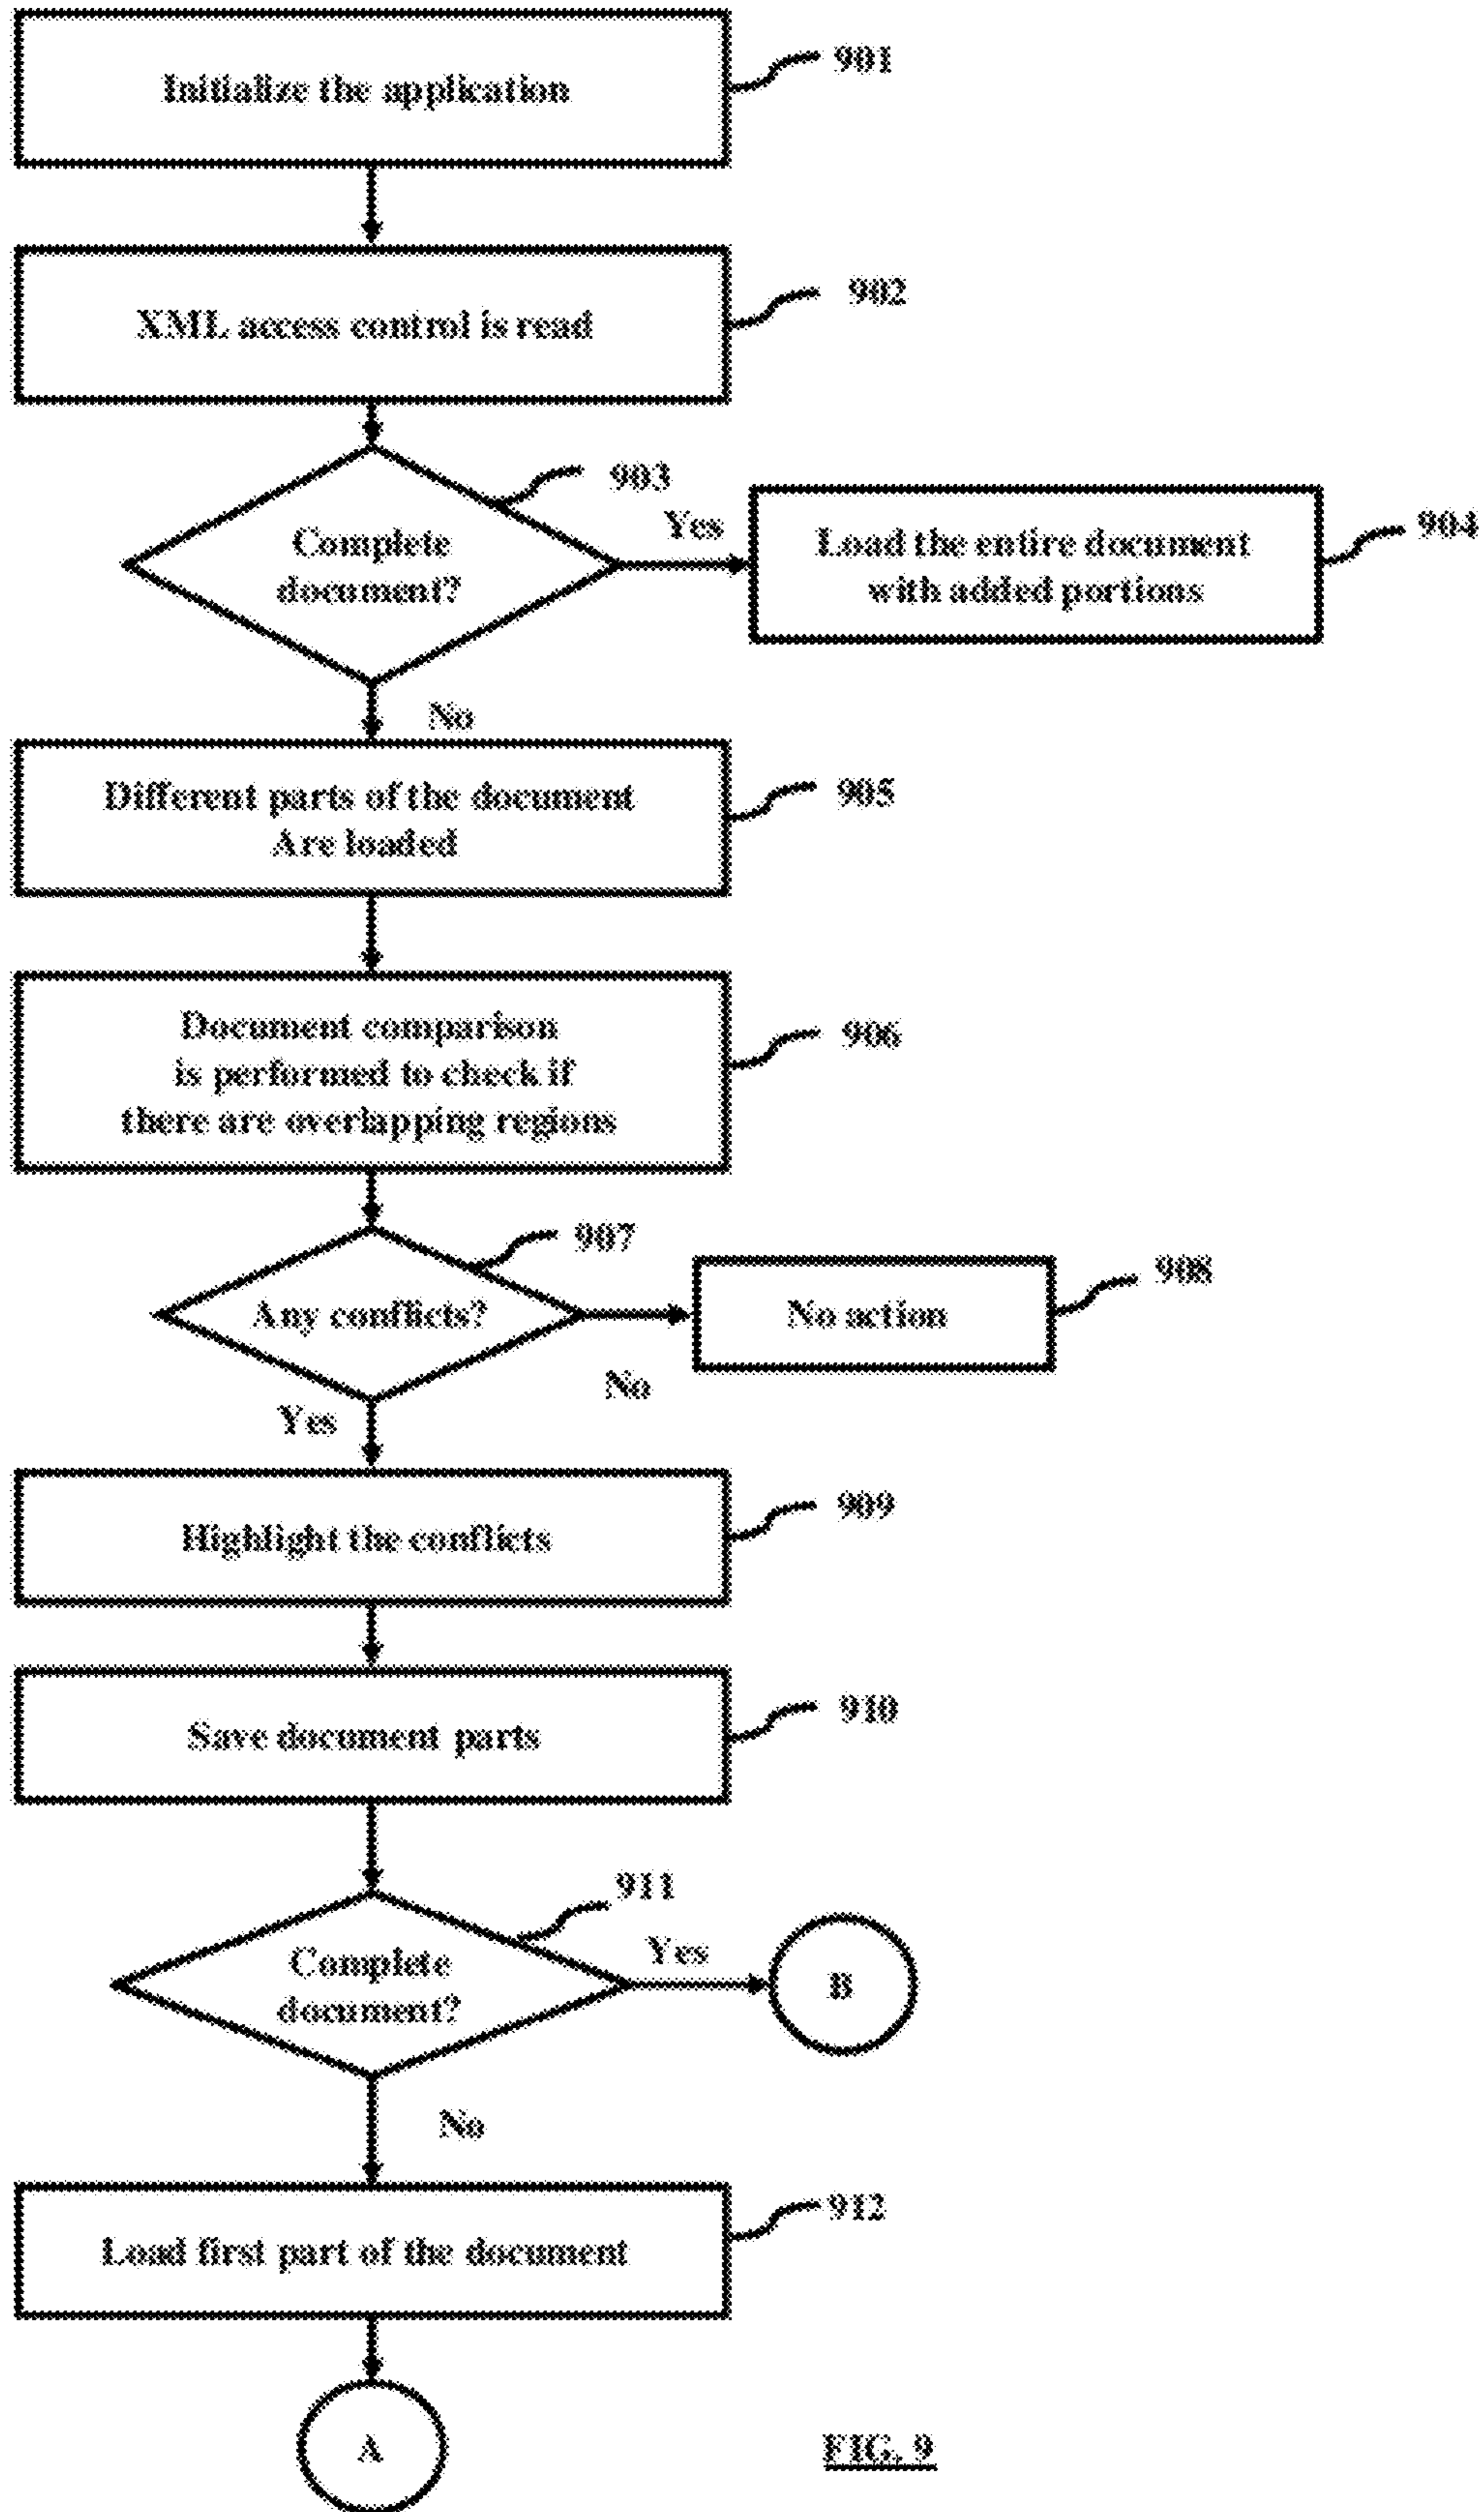 Initialize the application
901
XML access control is read
902
903
Complete
document?
Yes
Load the entire document
with added portions
904
No
Different parts of the document
Are loaded
905
Document comparison
is performed to check if
there are overlapping regions
906
907
Any conflicts?
No action
908
No
Yes
Highlight the conflicts
909
Save document parts
910
911
Complete
document?
Yes
B
No
Load first part of the document
912
A
FIG. 9